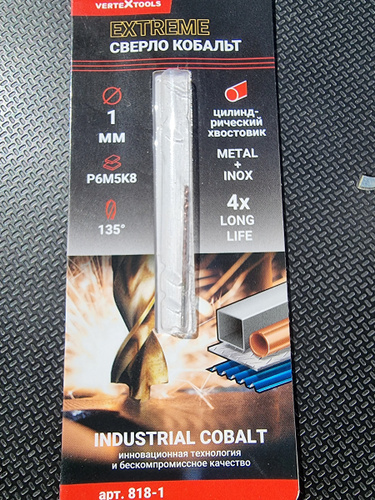 VERTEXTOOLS
EXTREME
СВЕРЛО КОБАЛЬТ
1
ММ
Р6М5К8
135°
ЦИЛИНД-
РИЧЕСКИЙ
ХВОСТОВИК
METAL
+
INOX
4x
LONG
LIFE
INDUSTRIAL COBALT
инновационная технология
и бескомпромиссное качество
арт. 818-1